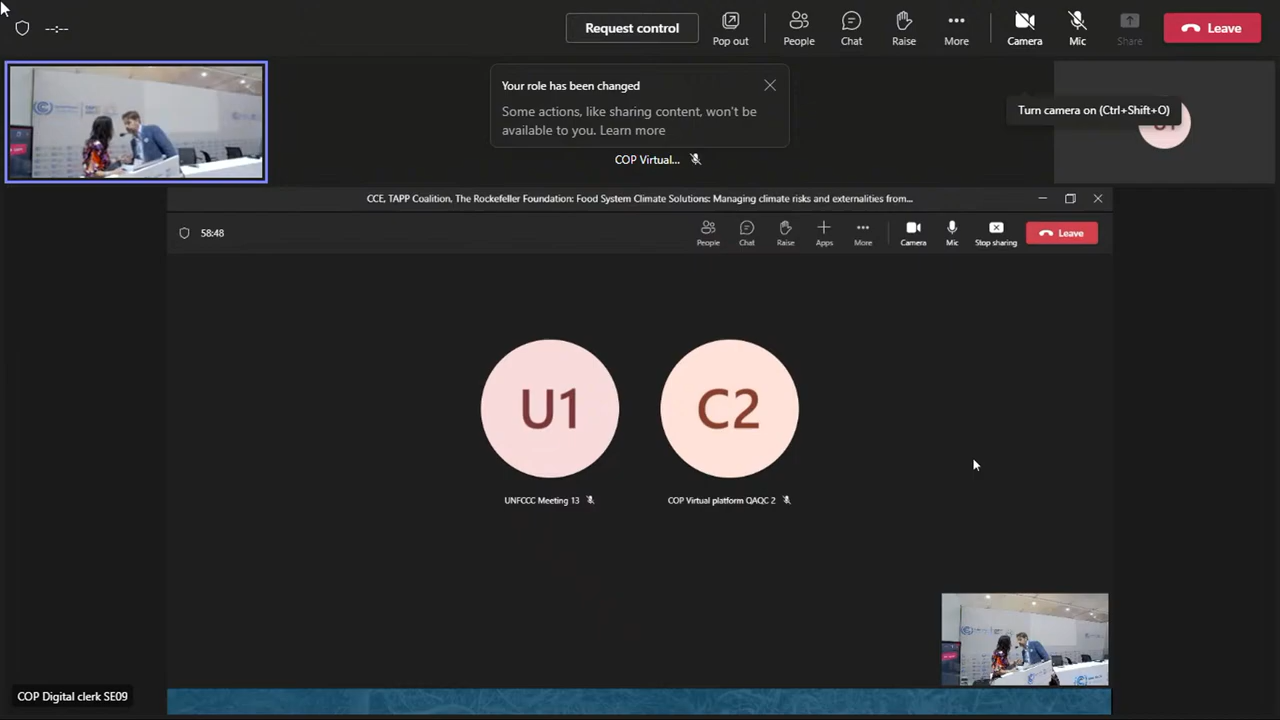 --:--
Request control
Pop out
People
Chat
Raise
More
Camera
Mic
Share
Leave
Your role has been changed
Some actions, like sharing content, won't be
available to you. Learn more
Turn camera on (Ctrl+Shift+O)
COP Virtual...
CCE, TAPP Coalition, The Rockefeller Foundation: Food System Climate Solutions: Managing climate risks and externalities from...
58:48
People
Chat
Raise
Apps
More
Camera
Mic
Stop sharing
Leave
U1
C2
UNFCCC Meeting 13
COP Virtual platform QAQC 2
COP Digital clerk SE09